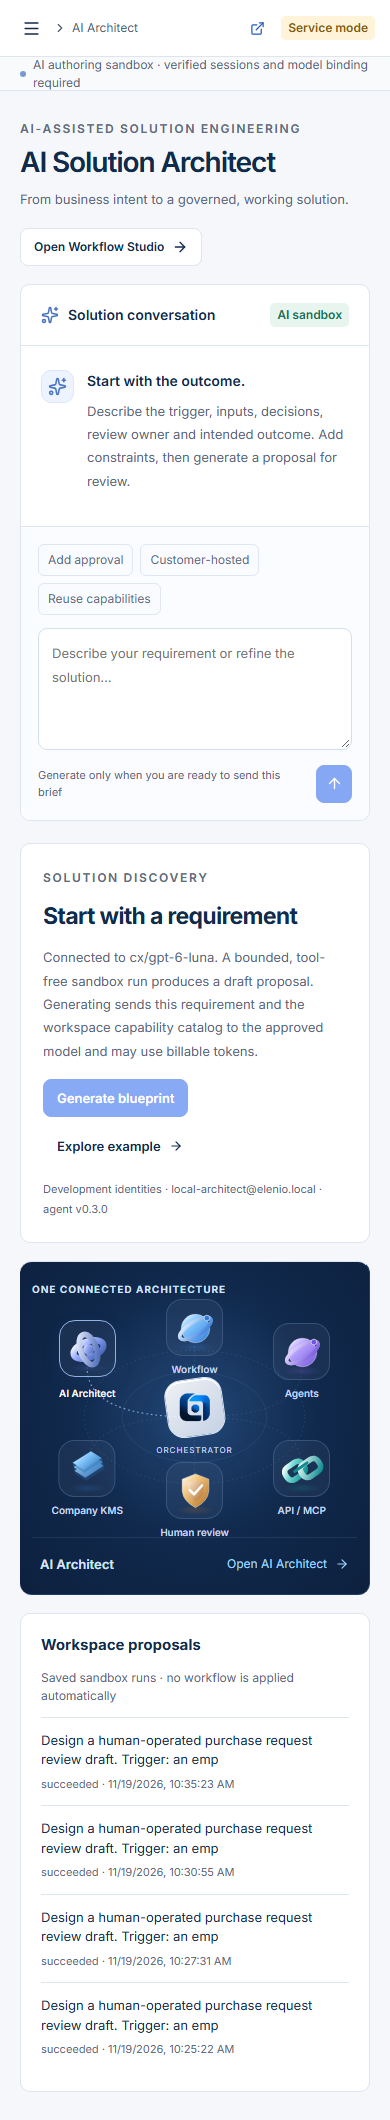 AI Architect
Service mode
AI authoring sandbox · verified sessions and model binding
required
AI-ASSISTED SOLUTION ENGINEERING
AI Solution Architect
From business intent to a governed, working solution.
Open Workflow Studio
Solution conversation
AI sandbox
Start with the outcome.
Describe the trigger, inputs, decisions,
review owner and intended outcome. Add
constraints, then generate a proposal for
review.
Add approval
Customer-hosted
Reuse capabilities
Describe your requirement or refine the
solution...
Generate only when you are ready to send this
brief
SOLUTION DISCOVERY
Start with a requirement
Connected to cx/gpt-6-luna. A bounded, tool-
free sandbox run produces a draft proposal.
Generating sends this requirement and the
workspace capability catalog to the approved
model and may use billable tokens.
Generate blueprint
Explore example
Development identities · local-architect@elenio.local ·
agent v0.3.0
ONE CONNECTED ARCHITECTURE
Workflow
AI Architect
Agents
ORCHESTRATOR
Company KMS
API / MCP
Human review
AI Architect
Open AI Architect
Workspace proposals
Saved sandbox runs · no workflow is applied
automatically
Design a human-operated purchase request
review draft. Trigger: an emp
succeeded · 11/19/2026, 10:35:23 AM
Design a human-operated purchase request
review draft. Trigger: an emp
succeeded · 11/19/2026, 10:30:55 AM
Design a human-operated purchase request
review draft. Trigger: an emp
succeeded · 11/19/2026, 10:27:31 AM
Design a human-operated purchase request
review draft. Trigger: an emp
succeeded · 11/19/2026, 10:25:22 AM